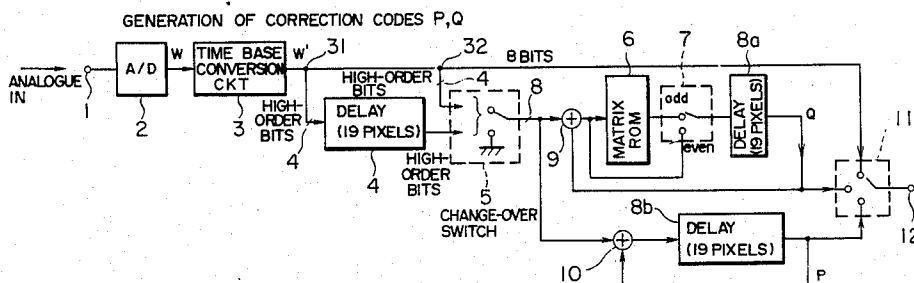 GENERATION OF CORRECTION CODES P,Q
ANALOGUE
IN
1
A/D
2
W
TIME BASE
CONVERSION
CKT
3
W'
31
32
8 BITS
HIGH-ORDER
BITS
4
HIGH-
ORDER
BITS
4
DELAY
(19 PIXELS)
4
HIGH-
ORDER
BITS
5
CHANGE-OVER
SWITCH
8
9
6
MATRIX
ROM
7
odd
even
8a
DELAY
(19 PIXELS)
Q
11
12
10
8b
DELAY
(19 PIXELS)
P